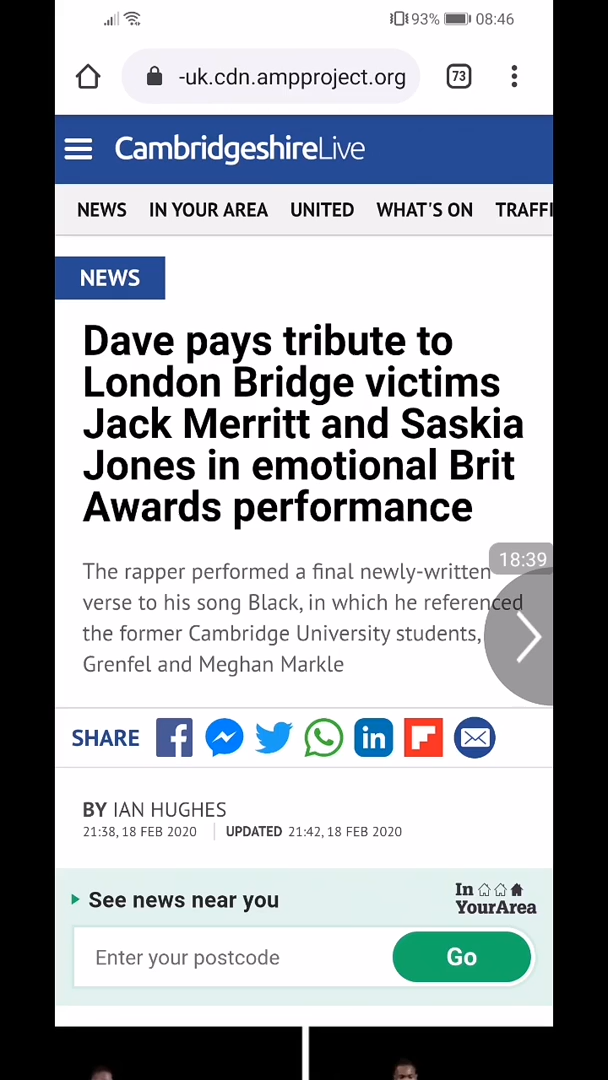 93% 08:46
-uk.cdn.ampproject.org 73
CambridgeshireLive
NEWS IN YOUR AREA UNITED WHAT'S ON TRAFFI
NEWS
Dave pays tribute to
London Bridge victims
Jack Merritt and Saskia
Jones in emotional Brit
Awards performance
18:39
The rapper performed a final newly-written
verse to his song Black, in which he referenced
the former Cambridge University students,
Grenfel and Meghan Markle
SHARE f in
BY IAN HUGHES
21:38, 18 FEB 2020 UPDATED 21:42, 18 FEB 2020
See news near you
In
YourArea
Enter your postcode Go